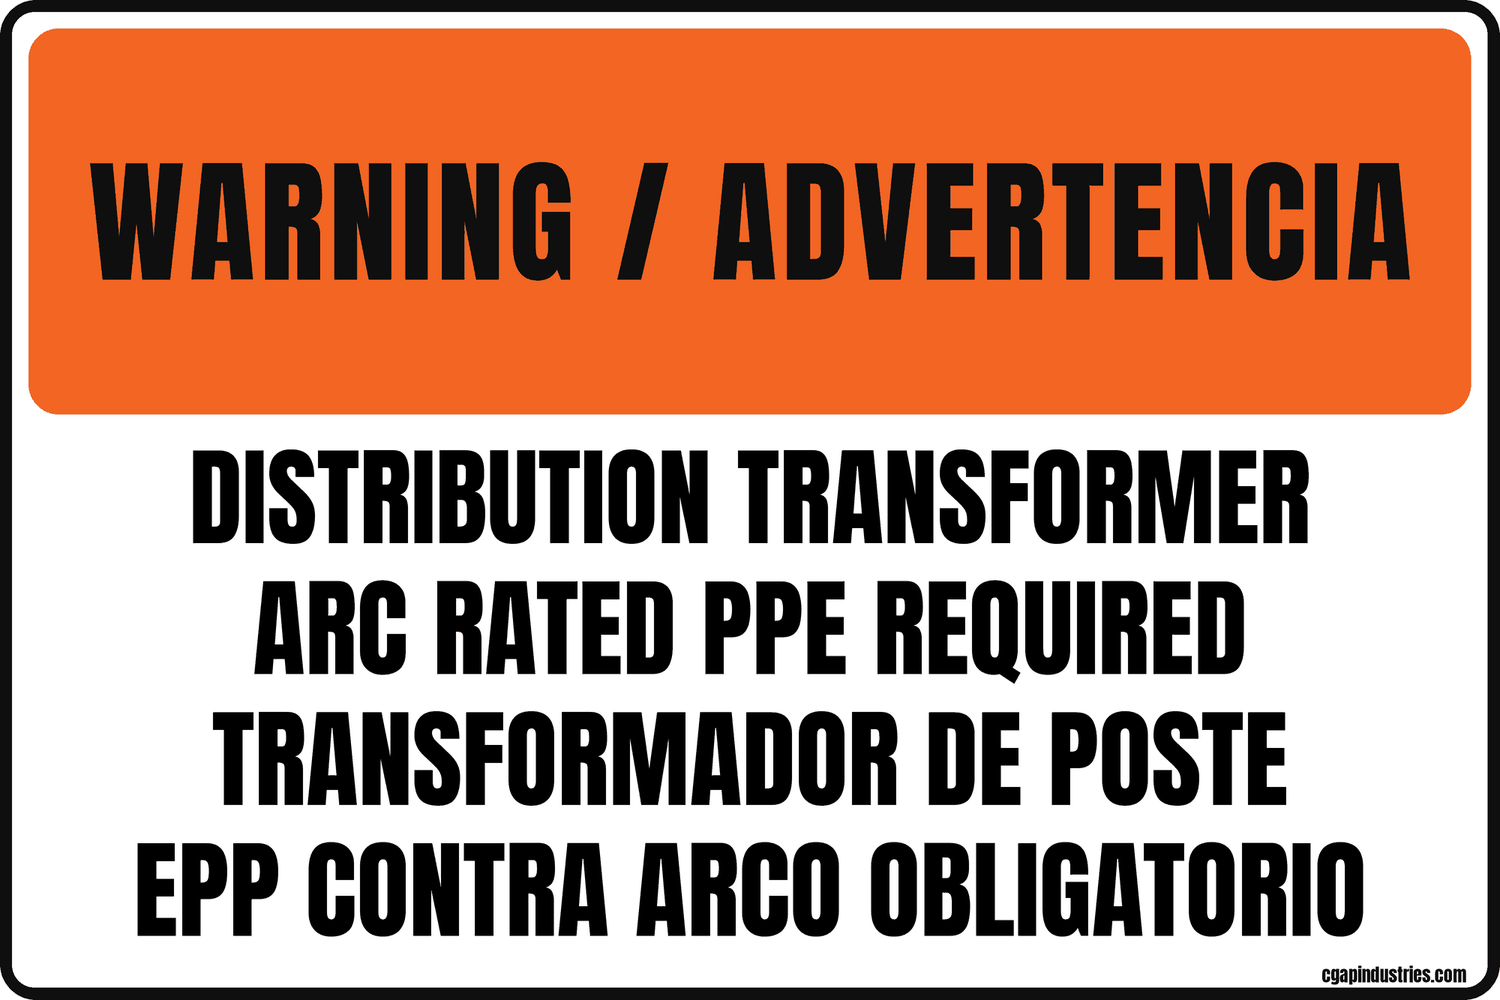 WARNING / ADVERTENCIA
DISTRIBUTION TRANSFORMER
ARC RATED PPE REQUIRED
TRANSFORMADOR DE POSTE
EPP CONTRA ARCO OBLIGATORIO
cgapindustries.com